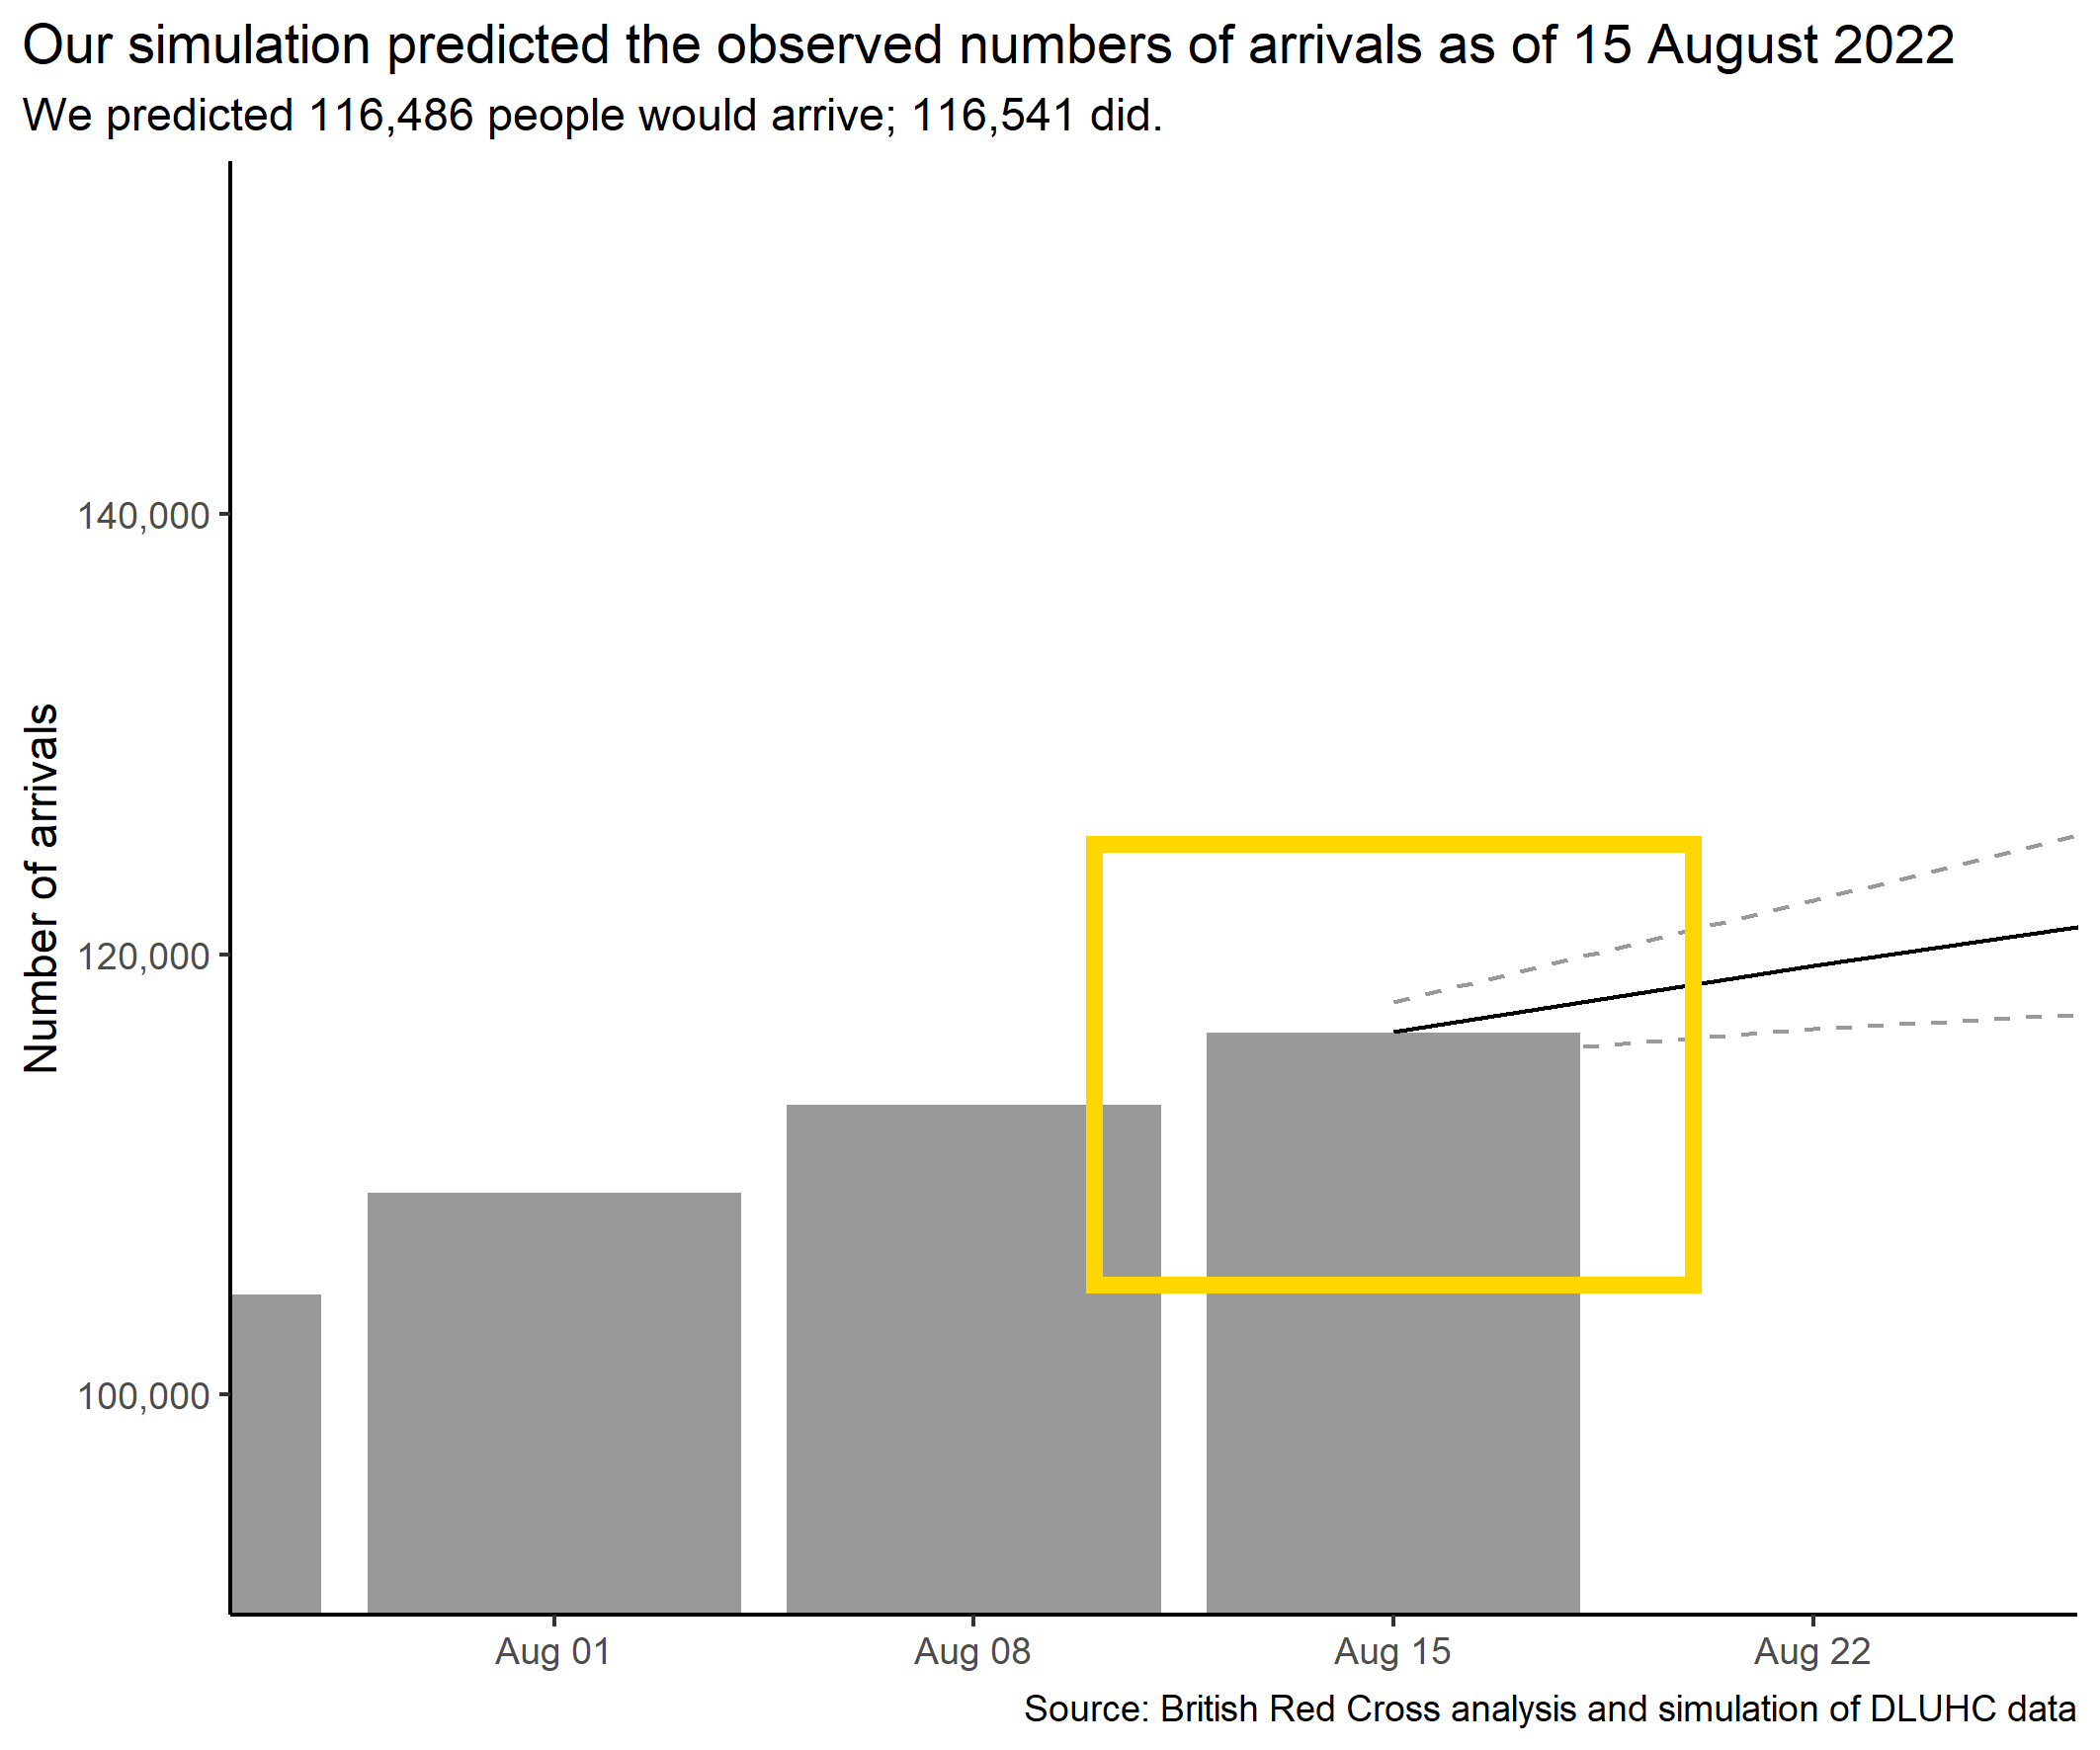 Our simulation predicted the observed numbers of arrivals as of 15 August 2022
We predicted 116,486 people would arrive; 116,541 did.
Number of arrivals
140,000
120,000
100,000
Aug 01
Aug 08
Aug 15
Aug 22
Source: British Red Cross analysis and simulation of DLUHC data